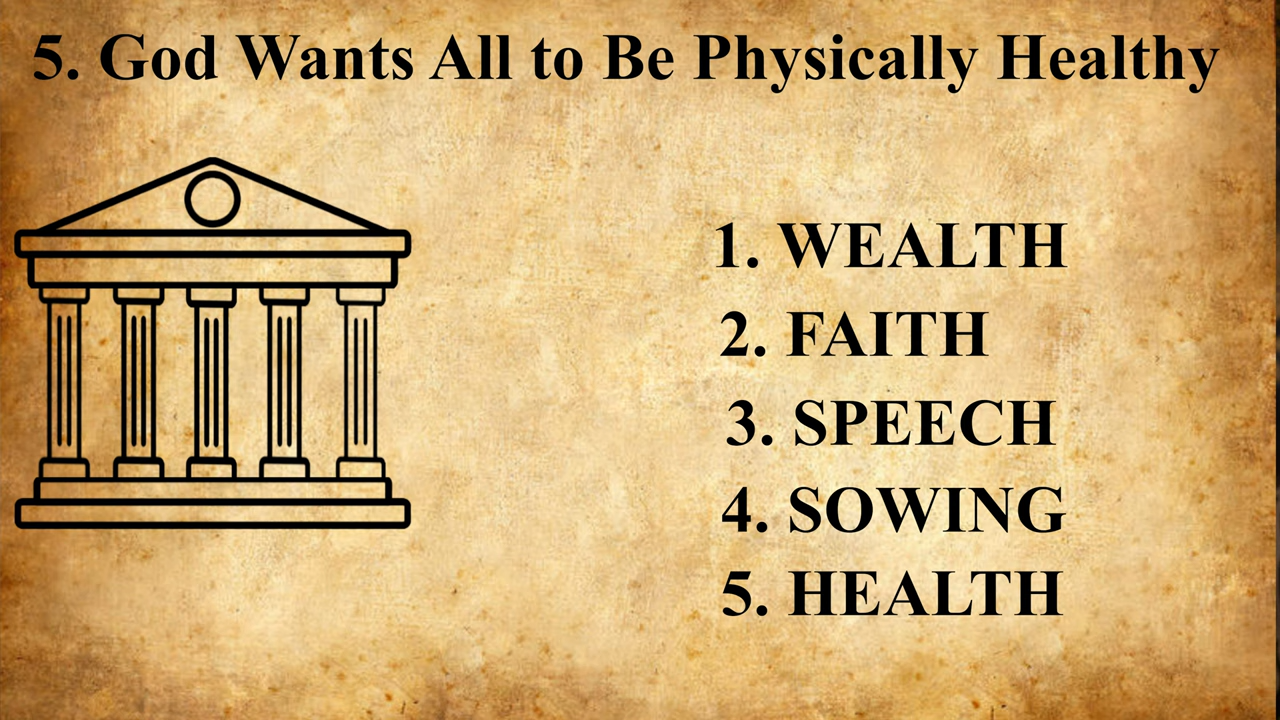 5. God Wants All to Be Physically Healthy
1. WEALTH
2. FAITH
3. SPEECH
4. SOWING
5. HEALTH